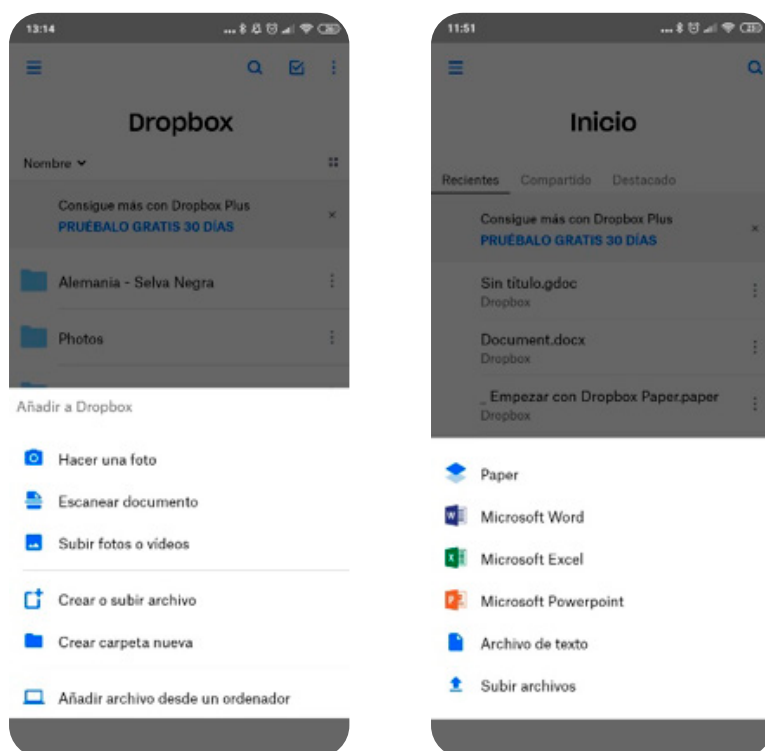 13:14
Dropbox
Nombre
Consigue más con Dropbox Plus
PRUÉBALO GRATIS 30 DÍAS
Alemania - Selva Negra
Photos
Añadir a Dropbox
Hacer una foto
Escanear documento
Subir fotos o vídeos
Crear o subir archivo
Crear carpeta nueva
Añadir archivo desde un ordenador
11:51
Inicio
Recientes Compartido Destacado
Consigue más con Dropbox Plus
PRUÉBALO GRATIS 30 DÍAS
Sin título.gdoc
Dropbox
Document.docx
Dropbox
_ Empezar con Dropbox Paper.paper
Dropbox
Paper
Microsoft Word
Microsoft Excel
Microsoft Powerpoint
Archivo de texto
Subir archivos